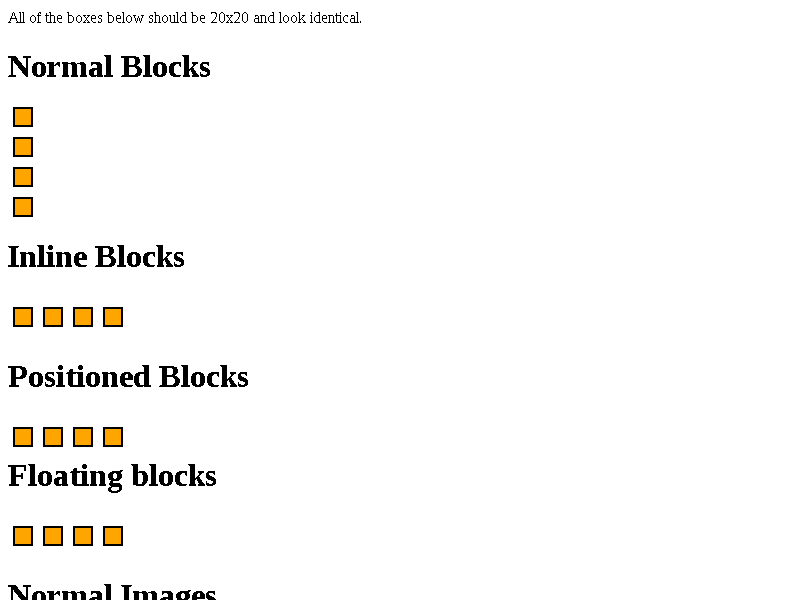 All of the boxes below should be 20x20 and look identical.
Normal Blocks
Inline Blocks
Positioned Blocks
Floating blocks
Normal Images